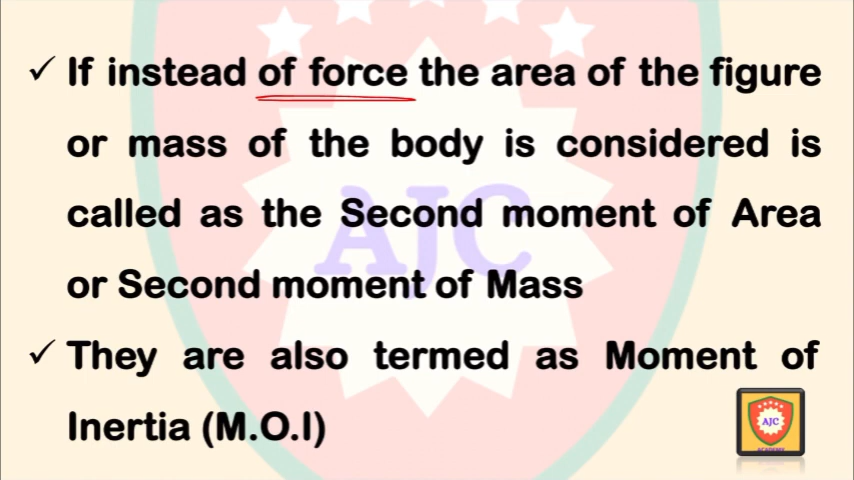 ✓ If instead of force the area of the figure
or mass of the body is considered is
called as the Second moment of Area
or Second moment of Mass
✓ They are also termed as Moment of
Inertia (M.O.I)
AJC
AJC
ACADEMY